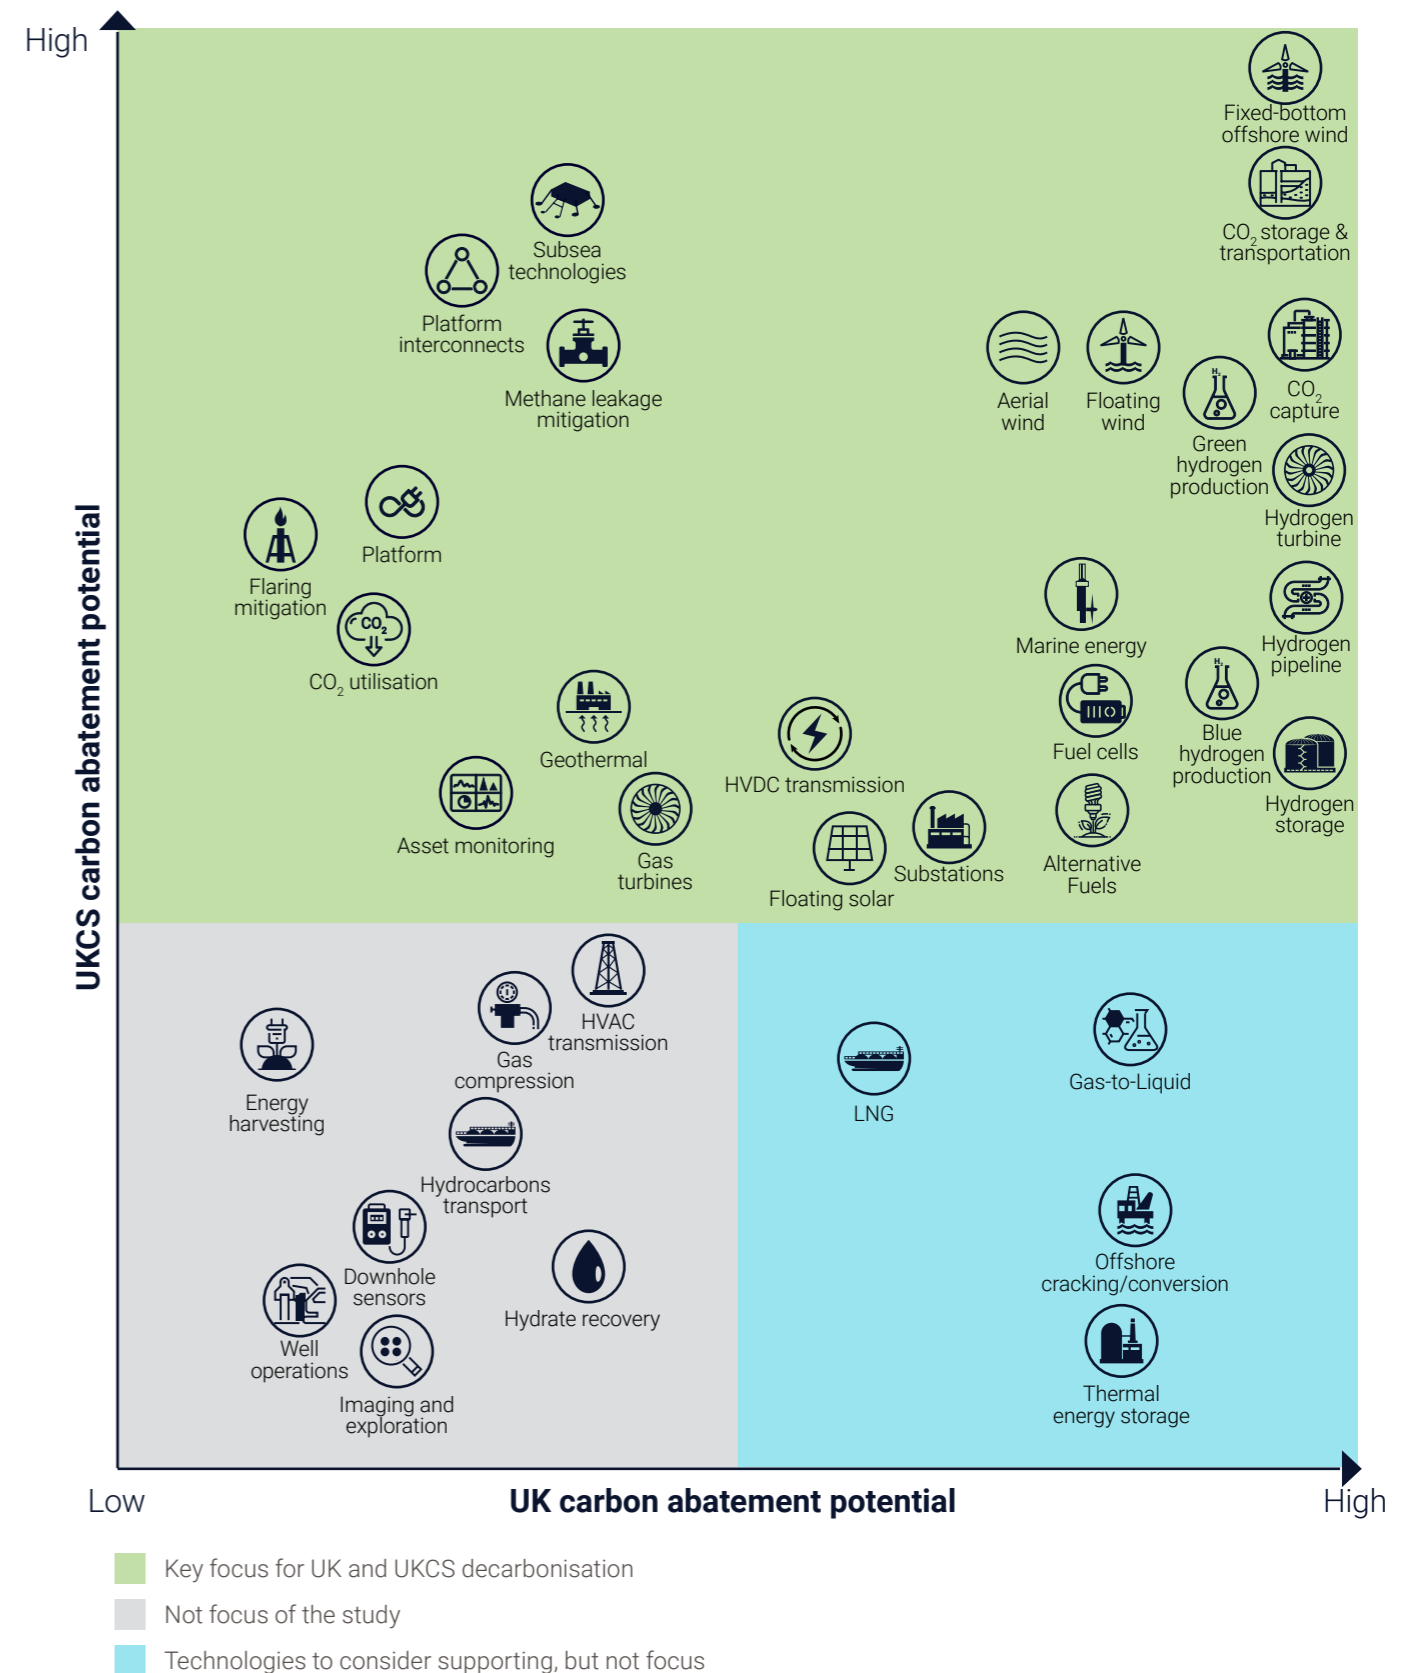 High
Fixed-bottom
offshore wind
CO2 storage &
transportation
Subsea
technologies
Platform
interconnects
Methane leakage
mitigation
Aerial
wind
Floating
wind
CO2
capture
H2
Green
hydrogen
production
Hydrogen
turbine
Platform
Flaring
mitigation
CO2
CO2 utilisation
Marine energy
Hydrogen
pipeline
Geothermal
HVDC transmission
Fuel cells
H2
Blue
hydrogen
production
Hydrogen
storage
Asset monitoring
Gas
turbines
Floating solar
Substations
Alternative
Fuels
UKCS carbon abatement potential
HVAC
transmission
Gas
compression
Energy
harvesting
LNG
Gas-to-Liquid
Hydrocarbons
transport
Downhole
sensors
Hydrate recovery
Offshore
cracking/conversion
Well
operations
Imaging and
exploration
Thermal
energy storage
Low
UK carbon abatement potential
High
Key focus for UK and UKCS decarbonisation
Not focus of the study
Technologies to consider supporting, but not focus